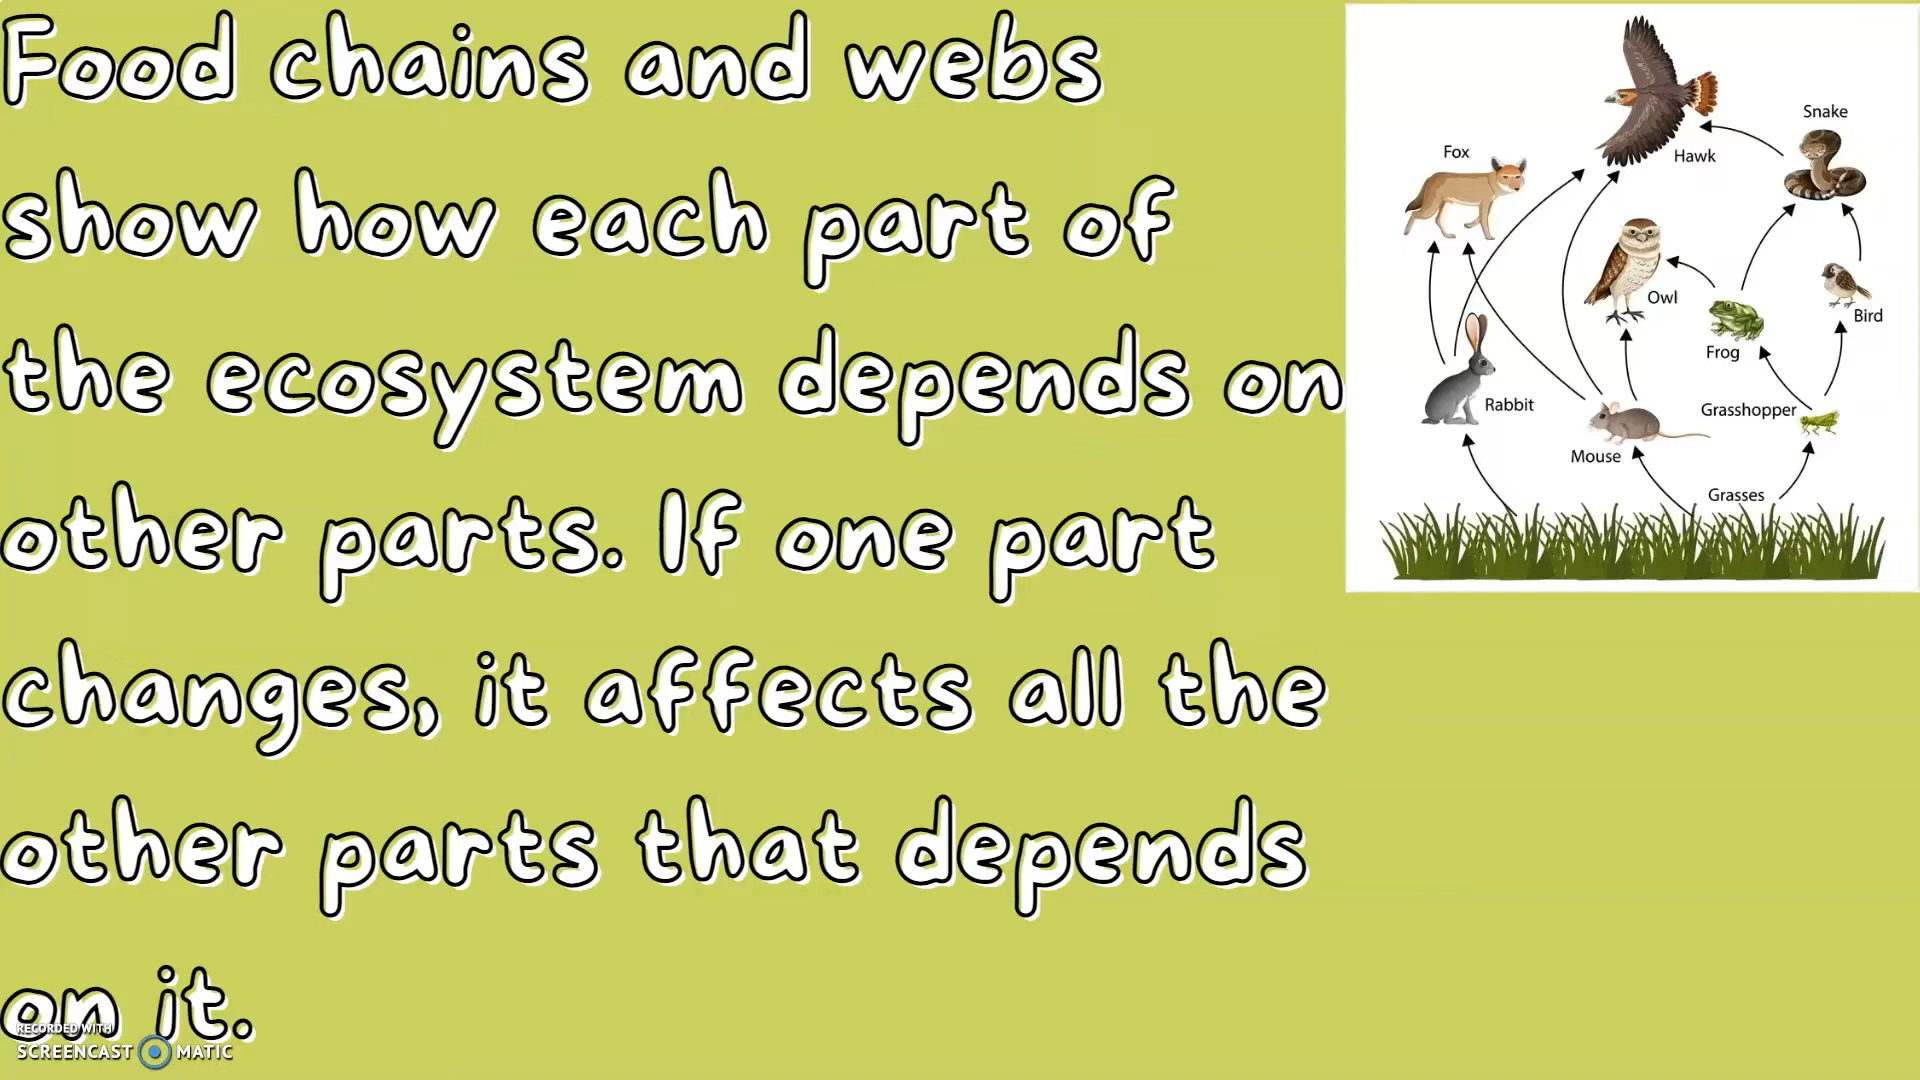 Food chains and webs
show how each part of
the ecosystem depends on
other parts. If one part
changes, it affects all the
other parts that depends
on it.
Snake
Fox
Hawk
Owl
Bird
Frog
Rabbit
Grasshopper
Mouse
Grasses
RECORDED WITH
SCREENCAST MATIC